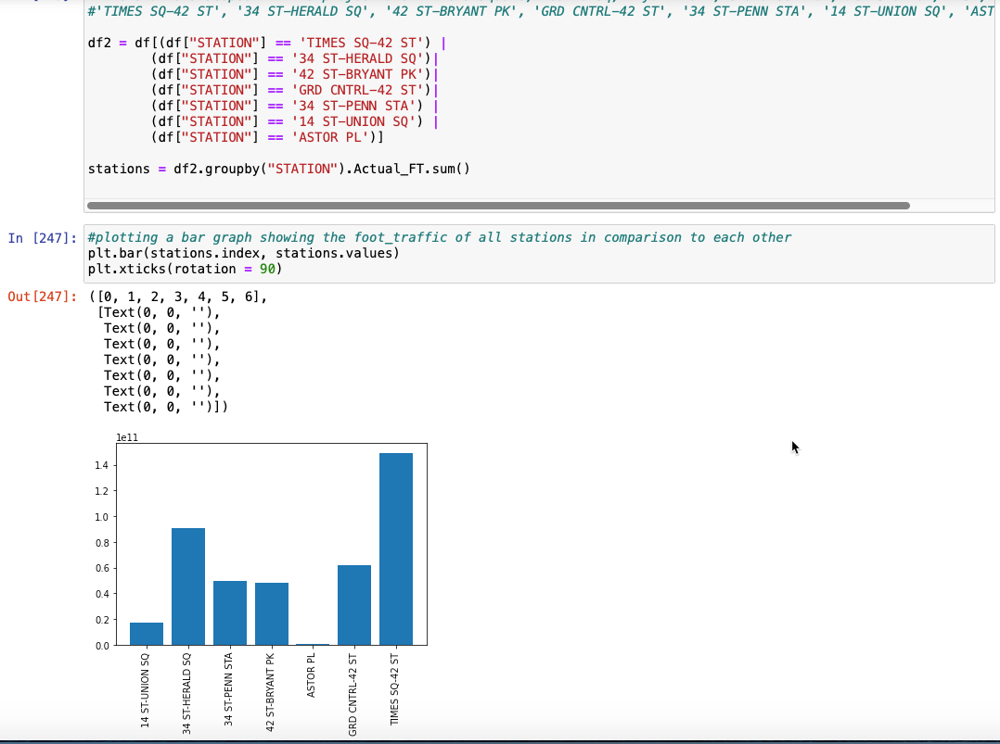 #'TIMES SQ-42 ST', '34 ST-HERALD SQ', '42 ST-BRYANT PK', 'GRD CNTRL-42 ST', '34 ST-PENN STA', '14 ST-UNION SQ', 'AST
df2 = df[(df["STATION"] == 'TIMES SQ-42 ST') |
(df["STATION"] == '34 ST-HERALD SQ')|
(df["STATION"] == '42 ST-BRYANT PK')|
(df["STATION"] == 'GRD CNTRL-42 ST')|
(df["STATION"] == '34 ST-PENN STA') |
(df["STATION"] == '14 ST-UNION SQ') |
(df["STATION"] == 'ASTOR PL')]
stations = df2.groupby("STATION").Actual_FT.sum()
In [247]: #plotting a bar graph showing the foot_traffic of all stations in comparison to each other
plt.bar(stations.index, stations.values)
plt.xticks(rotation = 90)
Out[247]: ([0, 1, 2, 3, 4, 5, 6],
[Text(0, 0, ''),
Text(0, 0, ''),
Text(0, 0, ''),
Text(0, 0, ''),
Text(0, 0, ''),
Text(0, 0, ''),
Text(0, 0, '')])
1e11
1.4
1.2
1.0
0.8
0.6
0.4
0.2
0.0
14 ST-UNION SQ
34 ST-HERALD SQ
34 ST-PENN STA
42 ST-BRYANT PK
ASTOR PL
GRD CNTRL-42 ST
TIMES SQ-42 ST